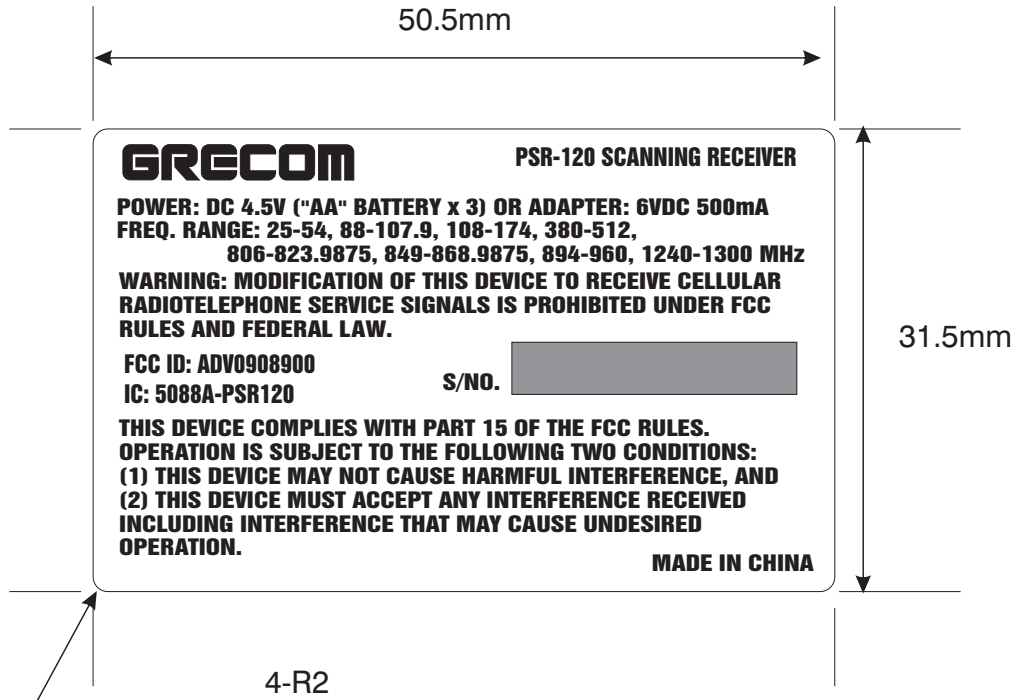 50.5mm
GRECOM
PSR-120 SCANNING RECEIVER
POWER: DC 4.5V ("AA" BATTERY x 3) OR ADAPTER: 6VDC 500mA
FREQ. RANGE: 25-54, 88-107.9, 108-174, 380-512,
806-823.9875, 849-868.9875, 894-960, 1240-1300 MHz
WARNING: MODIFICATION OF THIS DEVICE TO RECEIVE CELLULAR
RADIOTELEPHONE SERVICE SIGNALS IS PROHIBITED UNDER FCC
RULES AND FEDERAL LAW.
31.5mm
FCC ID: ADV0908900
IC: 5088A-PSR120
S/NO.
THIS DEVICE COMPLIES WITH PART 15 OF THE FCC RULES.
OPERATION IS SUBJECT TO THE FOLLOWING TWO CONDITIONS:
(1) THIS DEVICE MAY NOT CAUSE HARMFUL INTERFERENCE, AND
(2) THIS DEVICE MUST ACCEPT ANY INTERFERENCE RECEIVED
INCLUDING INTERFERENCE THAT MAY CAUSE UNDESIRED
OPERATION.
MADE IN CHINA
4-R2